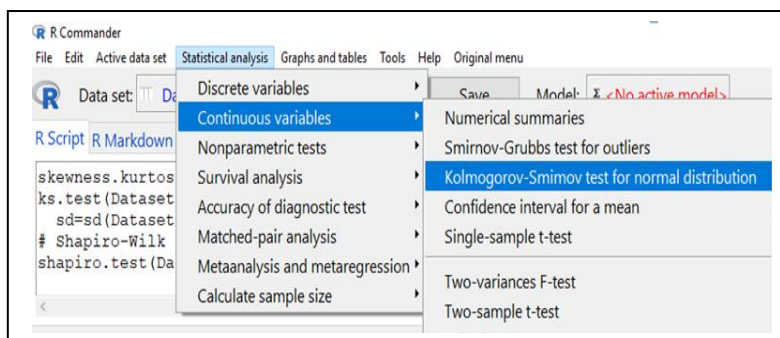 R Commander
File Edit Active data set Statistical analysis Graphs and tables Tools Help Original menu
Data set: Da
Save Model: Σ <No active model>
R Script R Markdown
skewness.kurtos
ks.test(Dataset
sd=sd(Dataset
# Shapiro-Wilk
shapiro.test(Da
Discrete variables
Continuous variables
Nonparametric tests
Survival analysis
Accuracy of diagnostic test
Matched-pair analysis
Metaanalysis and metaregression
Calculate sample size
Numerical summaries
Smirnov-Grubbs test for outliers
Kolmogorov-Smirnov test for normal distribution
Confidence interval for a mean
Single-sample t-test
Two-variances F-test
Two-sample t-test